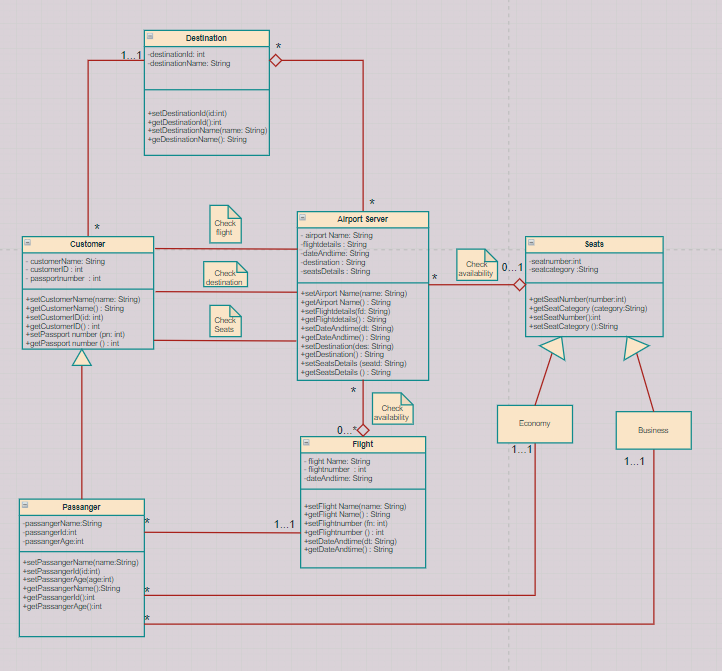 Destination
-destinationId: int
-destinationName: String
+setDestinationId(id:int)
+getDestinationId():int
+setDestinationName(name: String)
+geDestinationName(): String
1...1
*
*
*
Check
flight
Check
destination
Check
Seats
Customer
- customerName: String
- customerID : int
- passportnumber : int
+setCustomerName(name: String)
+getCustomerName() : String
+setCustomerID(id: int)
+getCustomerID() : int
+setPassport number (pn: int)
+getPassport number () : int
Airport Server
- airport Name: String
-flightdetails : String
-dateAndtime: String
-destination : String
-seatsDetails : String
+setAirport Name(name: String)
+getAirport Name() : String
+setFlightdetails(fd: String)
+getFlightdetails() : String
+setDateAndtime(dt: String)
+getDateAndtime() : String
+setDestination(des: String)
+getDestination() : String
+setSeatsDetails (seatd: String)
+getSeatsDetails () : String
*
Check
availability
0...1
Seats
-seatnumber:int
-seatcategory :String
+getSeatNumber(number:int)
+getSeatCategory (category:String)
+setSeatNumber():int
+setSeatCategory ():String
*
Check
availability
0...*
Economy
1...1
Business
1...1
Flight
- flight Name: String
- flightnumber : int
-dateAndtime: String
+setFlight Name(name: String)
+getFlight Name() : String
+setFlightnumber (fn: int)
+getFlightnumber () : int
+setDateAndtime(dt: String)
+getDateAndtime() : String
Passanger
-passangerName:String
-passangerId:int
-passangerAge:int
+setPassangerName(name:String)
+setPassangerId(id:int)
+setPassangerAge(age:int)
+getPassangerName():String
+getPassangerId():int
+getPassangerAge():int
*
1...1
*
*